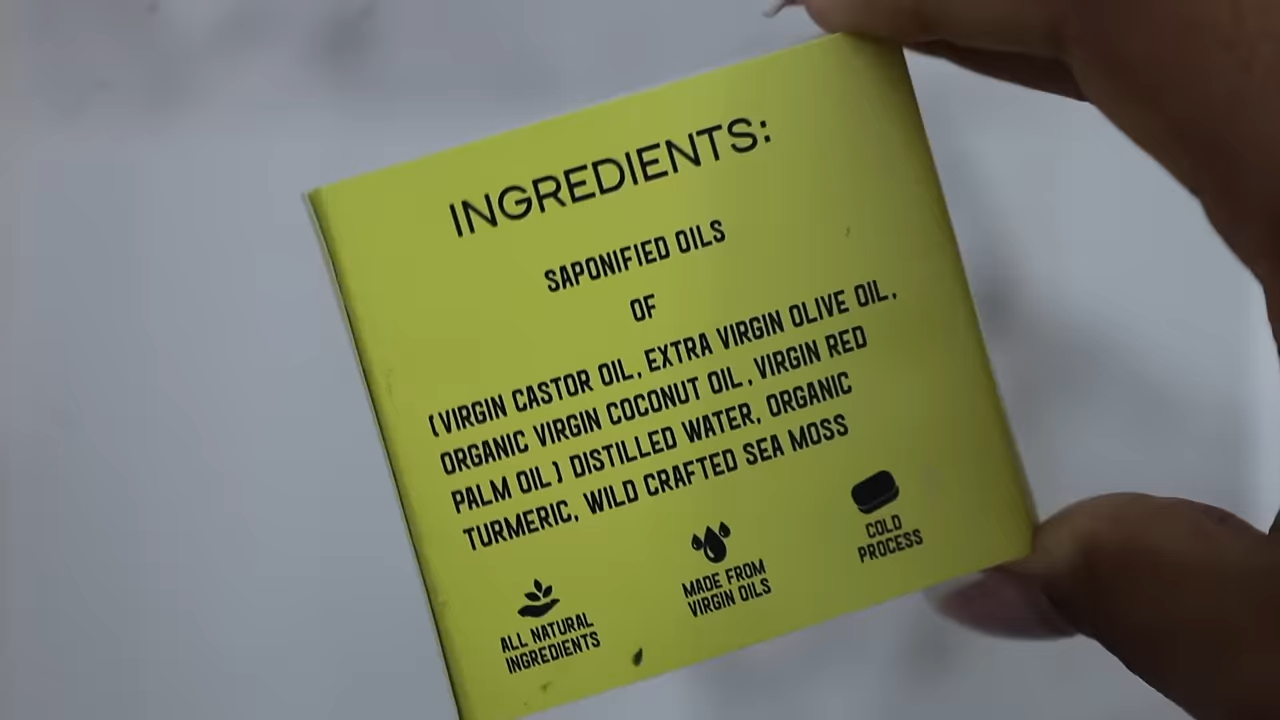 INGREDIENTS:
SAPONIFIED OILS
OF
(VIRGIN CASTOR OIL, EXTRA VIRGIN OLIVE OIL,
ORGANIC VIRGIN COCONUT OIL, VIRGIN RED
PALM OIL) DISTILLED WATER, ORGANIC
TURMERIC, WILD CRAFTED SEA MOSS
ALL NATURAL
INGREDIENTS
MADE FROM
VIRGIN OILS
COLD
PROCESS